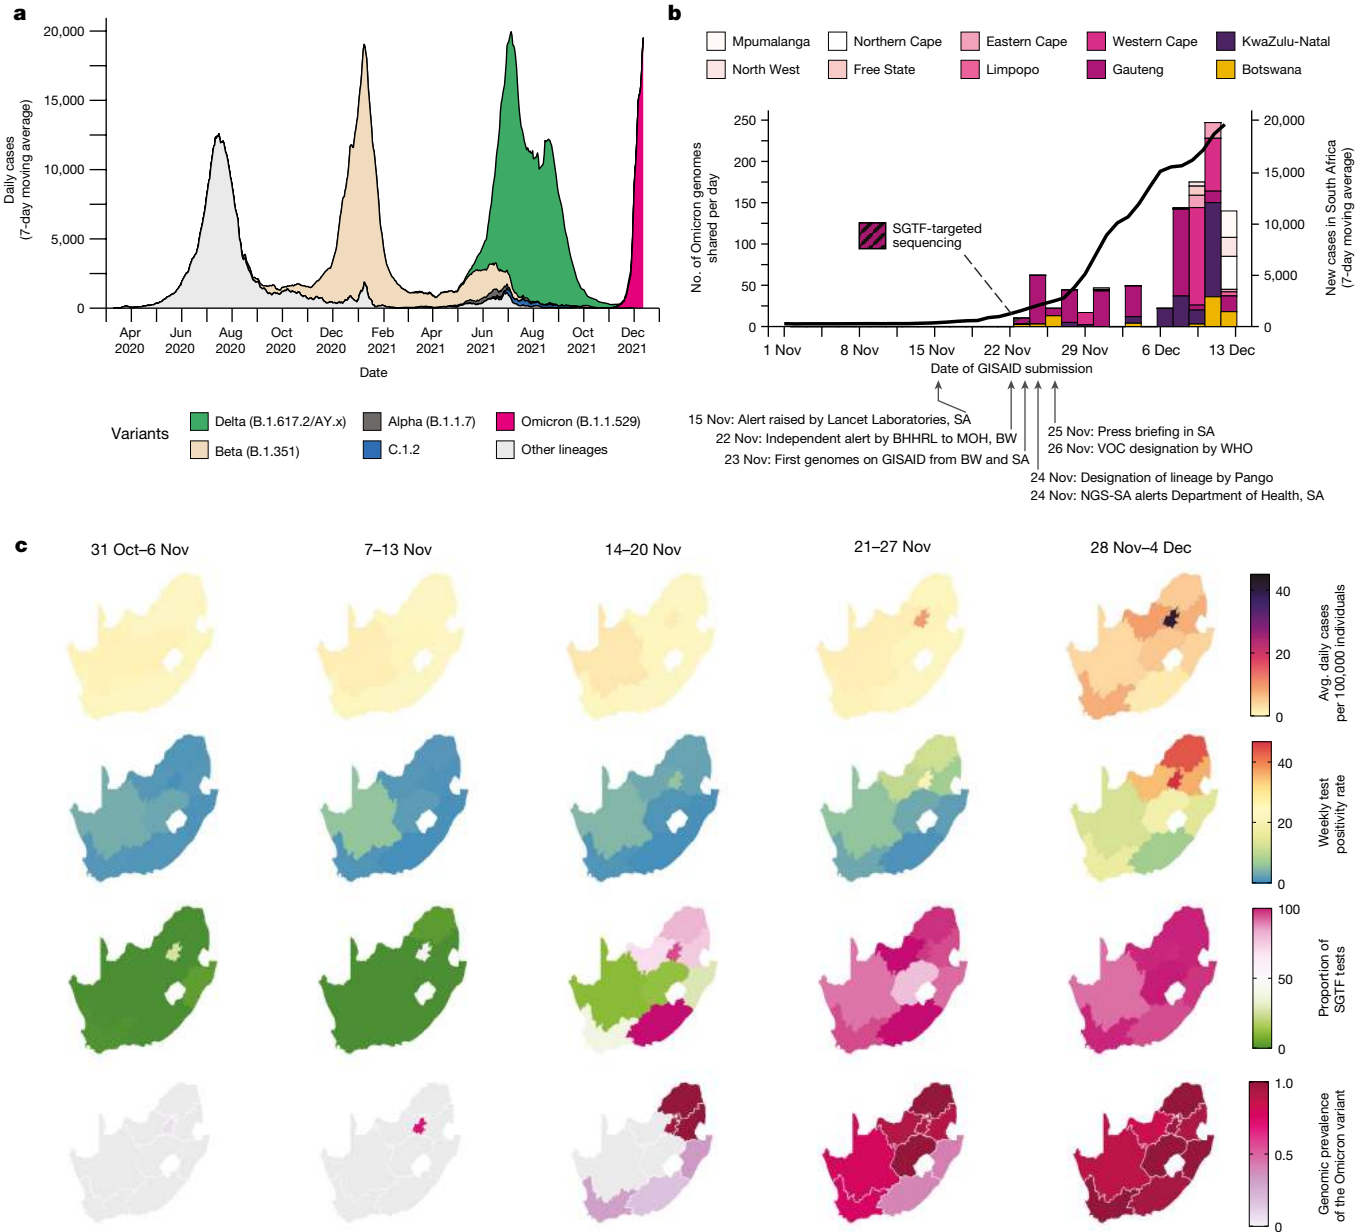 a
20,000
15,000
10,000
5,000
0
Daily cases
(7-day moving average)
Apr 2020
Jun 2020
Aug 2020
Oct 2020
Dec 2020
Feb 2021
Apr 2021
Jun 2021
Aug 2021
Oct 2021
Dec 2021
Date
Variants
Delta (B.1.617.2/AY.x)
Alpha (B.1.1.7)
Omicron (B.1.1.529)
Beta (B.1.351)
C.1.2
Other lineages
b
Mpumalanga
Northern Cape
Eastern Cape
Western Cape
KwaZulu-Natal
North West
Free State
Limpopo
Gauteng
Botswana
250
200
150
100
50
0
No. of Omicron genomes
shared per day
SGTF-targeted
sequencing
20,000
15,000
10,000
5,000
0
New cases in South Africa
(7-day moving average)
1 Nov
8 Nov
15 Nov
22 Nov
29 Nov
6 Dec
13 Dec
Date of GISAID submission
15 Nov: Alert raised by Lancet Laboratories, SA
22 Nov: Independent alert by BHHRL to MOH, BW
23 Nov: First genomes on GISAID from BW and SA
25 Nov: Press briefing in SA
26 Nov: VOC designation by WHO
24 Nov: Designation of lineage by Pango
24 Nov: NGS-SA alerts Department of Health, SA
c
31 Oct–6 Nov
7–13 Nov
14–20 Nov
21–27 Nov
28 Nov–4 Dec
40
20
0
Avg. daily cases
per 100,000 individuals
40
20
0
Weekly test
positivity rate
100
50
0
Proportion of
SGTF tests
1.0
0.5
0
Genomic prevalence
of the Omicron variant